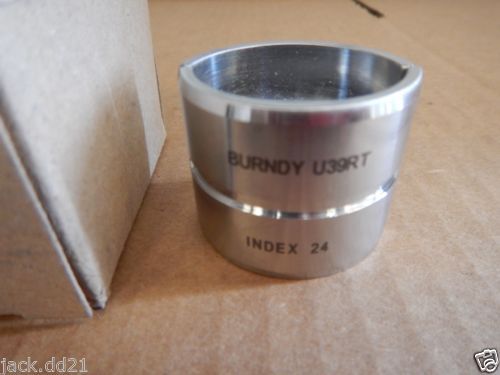 BURNDY U39RT
INDEX 24
jack.dd21